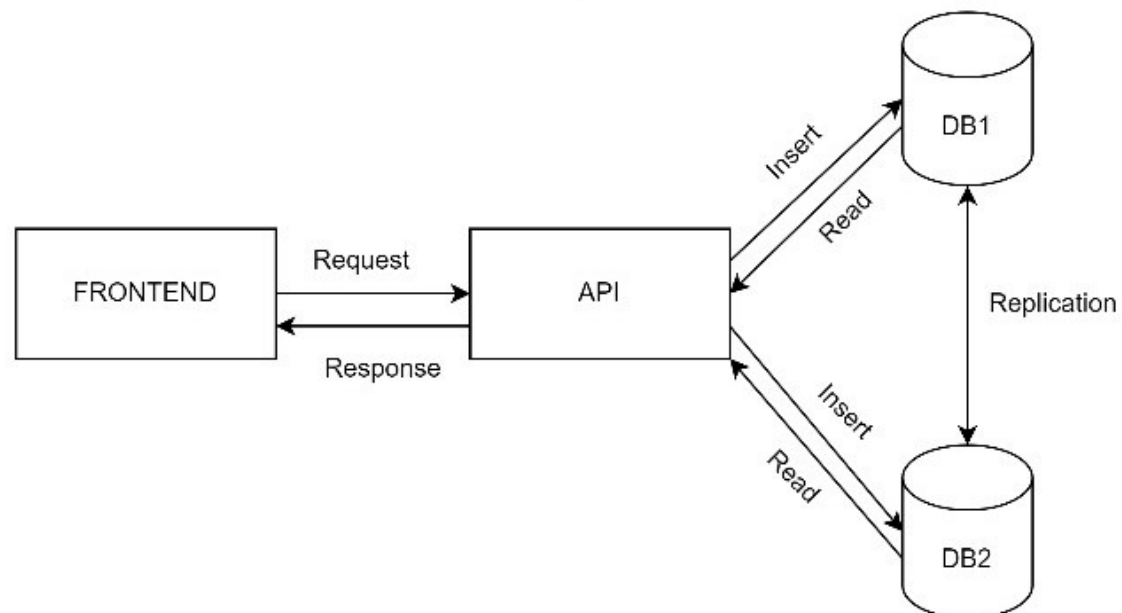 DB1
Insert
Read
Request
FRONTEND
API
Replication
Response
Insert
Read
DB2